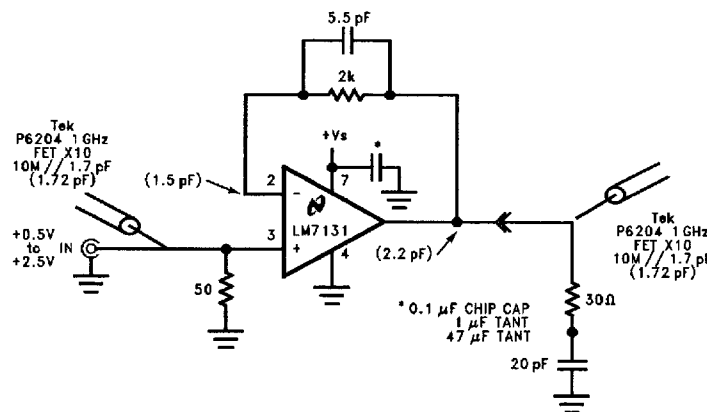 5.5 pF
2k
Tek
P6204 1 GHz
FET X10
10M // 1.7 pF
(1.72 pF)
+Vs
*
(1.5 pF)
2
7
−
LM7131
+0.5V
to
+2.5V
IN
3
+
4
(2.2 pF)
Tek
P6204 1 GHz
FET X10
10M // 1.7 pF
(1.72 pF)
50
30Ω
* 0.1 μF CHIP CAP
1 μF TANT
47 μF TANT
20 pF